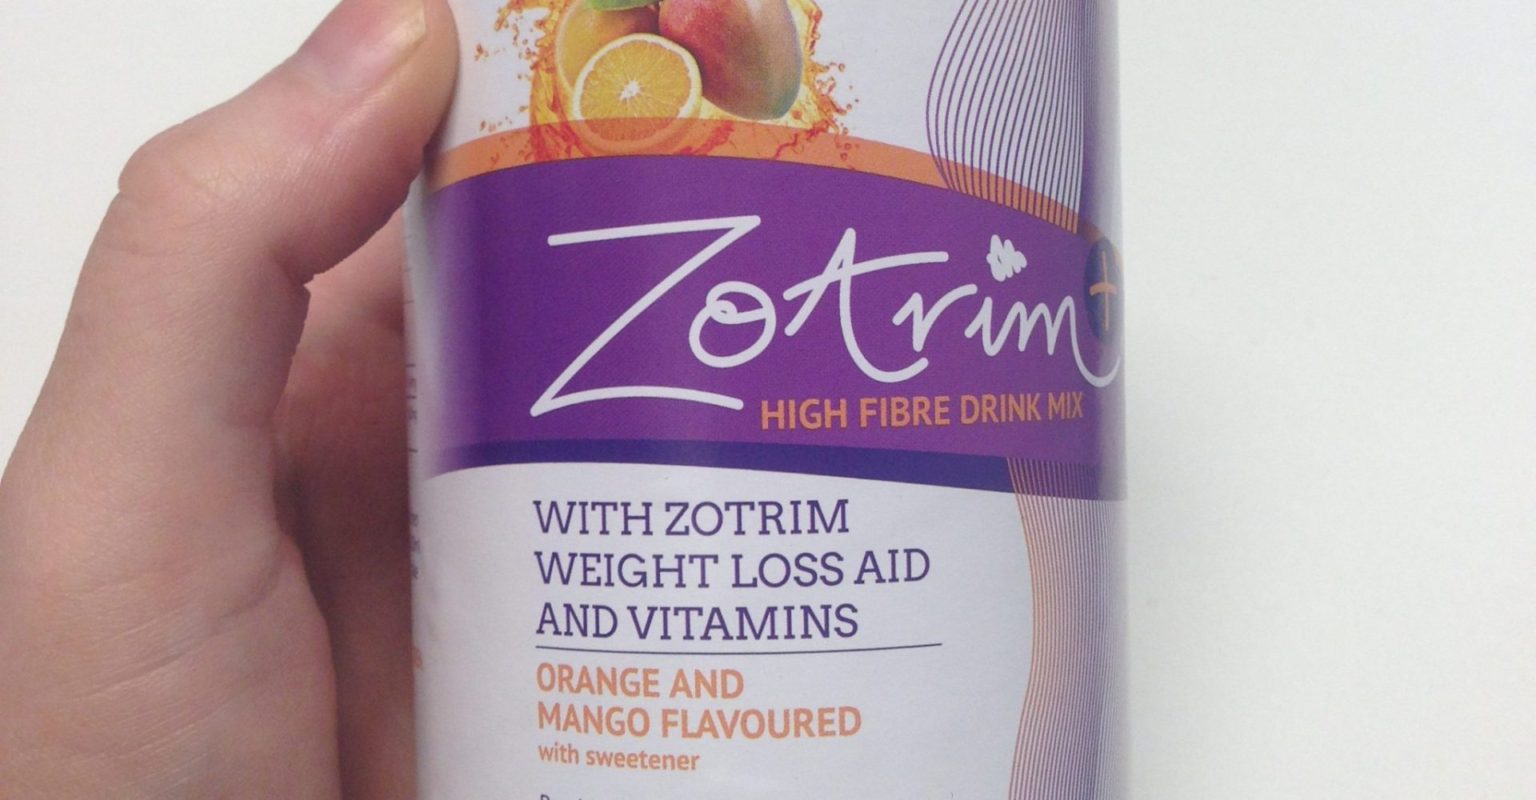 Zotrim+
HIGH FIBRE DRINK MIX
WITH ZOTRIM
WEIGHT LOSS AID
AND VITAMINS
ORANGE AND
MANGO FLAVOURED
with sweetener